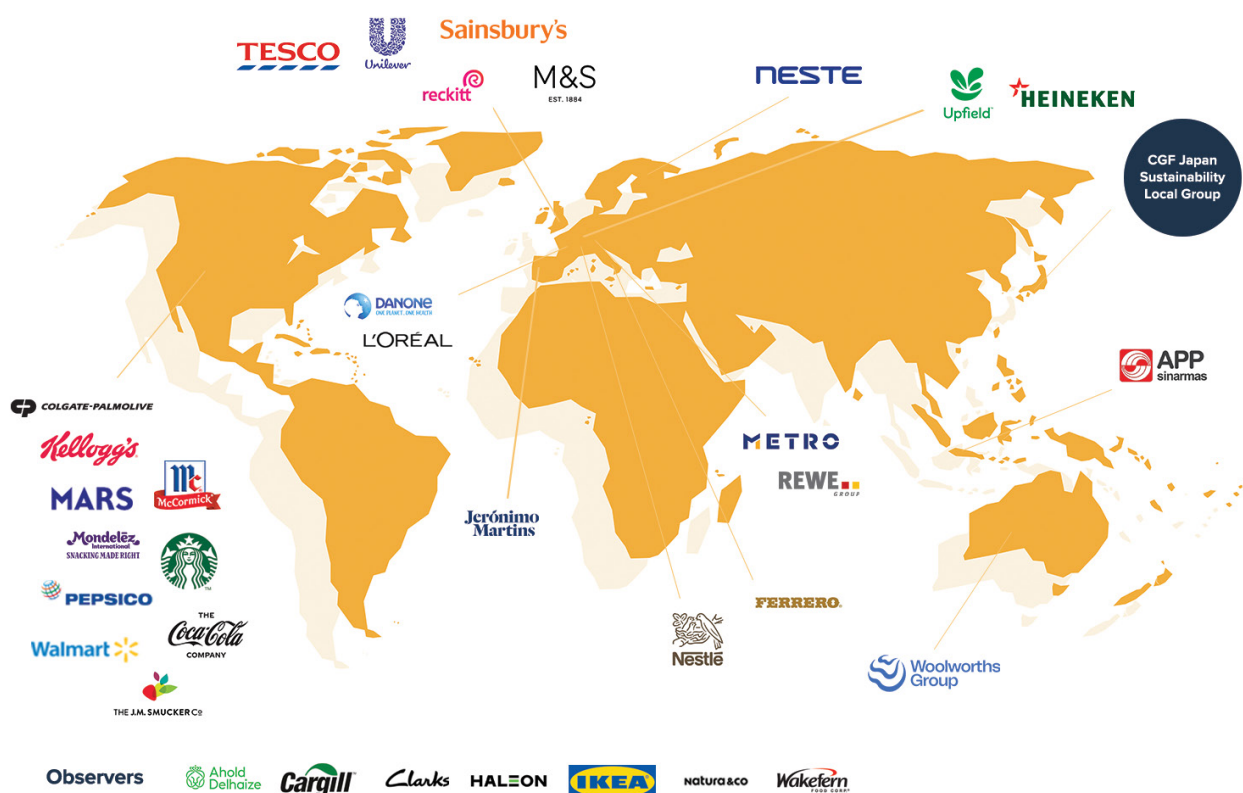 TESCO
Unilever
Sainsbury's
reckitt
M&S
EST. 1884
NESTE
Upfield
HEINEKEN
CGF Japan
Sustainability
Local Group
DANONE
ONE PLANET. ONE HEALTH
L'ORÉAL
APP
sinarmas
CP COLGATE-PALMOLIVE
Kellogg's
MARS
Mc
McCormick
Mondelēz
International
SNACKING MADE RIGHT
TM
PEPSICO
THE
Coca-Cola
COMPANY
Walmart
THE J.M. SMUCKER Co
METRO
REWE
GROUP
Jerónimo
Martins
FERRERO
Nestlé
Woolworths
Group
Observers
Ahold
Delhaize
Cargill
Clarks
HALEON
IKEA
natura&co
Wakefern
FOOD CORP.